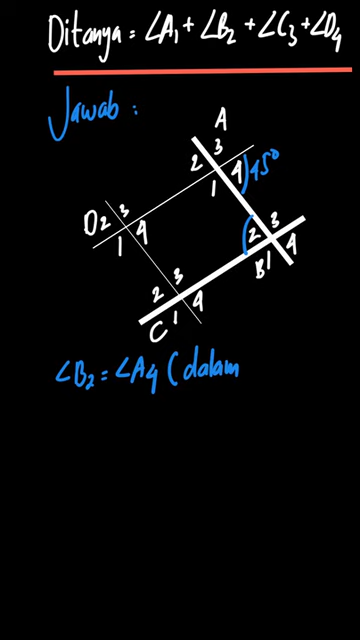 Ditanya = ∠A₁ + ∠B₂ + ∠C₃ + ∠D₄
Jawab :
A
2 3
1 4 95°
D 2 3
1 4
2 3
B 1 4
2 3
C 1 4
∠B₂ = ∠A₄ ( dalam